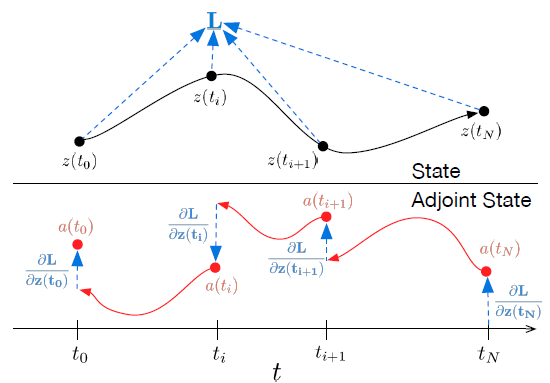 L
z(t_i)
z(t_0)
z(t_{i+1})
z(t_N)
State
Adjoint State
a(t_0)
∂L/∂z(t_0)
∂L/∂z(t_i)
a(t_i)
a(t_{i+1})
∂L/∂z(t_{i+1})
a(t_N)
∂L/∂z(t_N)
t_0
t_i
t_{i+1}
t_N
t